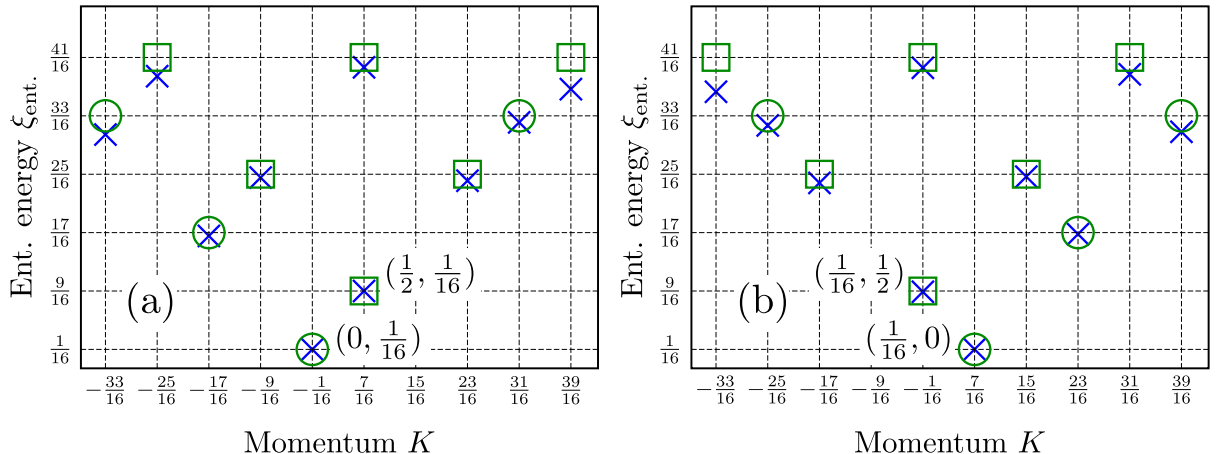 Ent. energy ξ_ent.
41/16
33/16
25/16
17/16
9/16
1/16
(a)
(1/2, 1/16)
(0, 1/16)
−33/16 −25/16 −17/16 −9/16 −1/16 7/16 15/16 23/16 31/16 39/16
Momentum K
Ent. energy ξ_ent.
41/16
33/16
25/16
17/16
9/16
1/16
(b)
(1/16, 1/2)
(1/16, 0)
−33/16 −25/16 −17/16 −9/16 −1/16 7/16 15/16 23/16 31/16 39/16
Momentum K